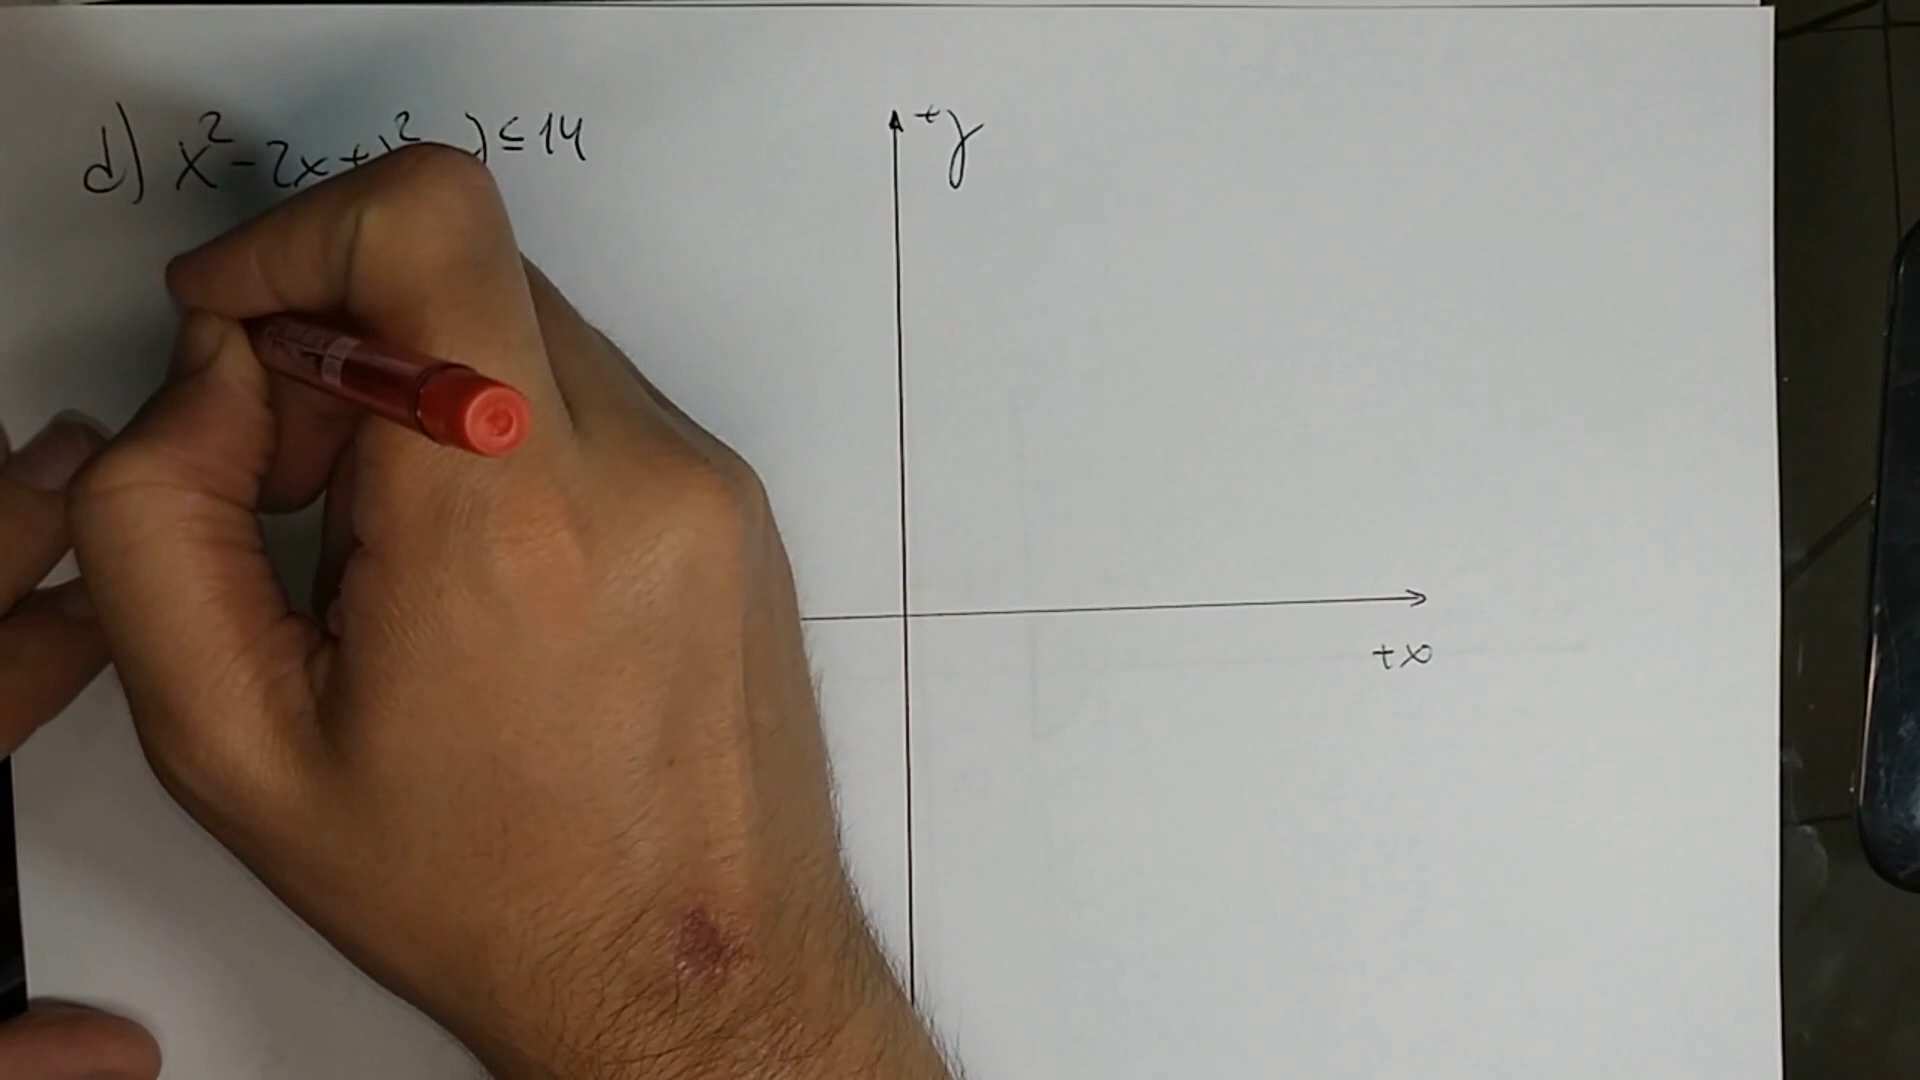 d) x²-2x+y² ≤14
+y
+x